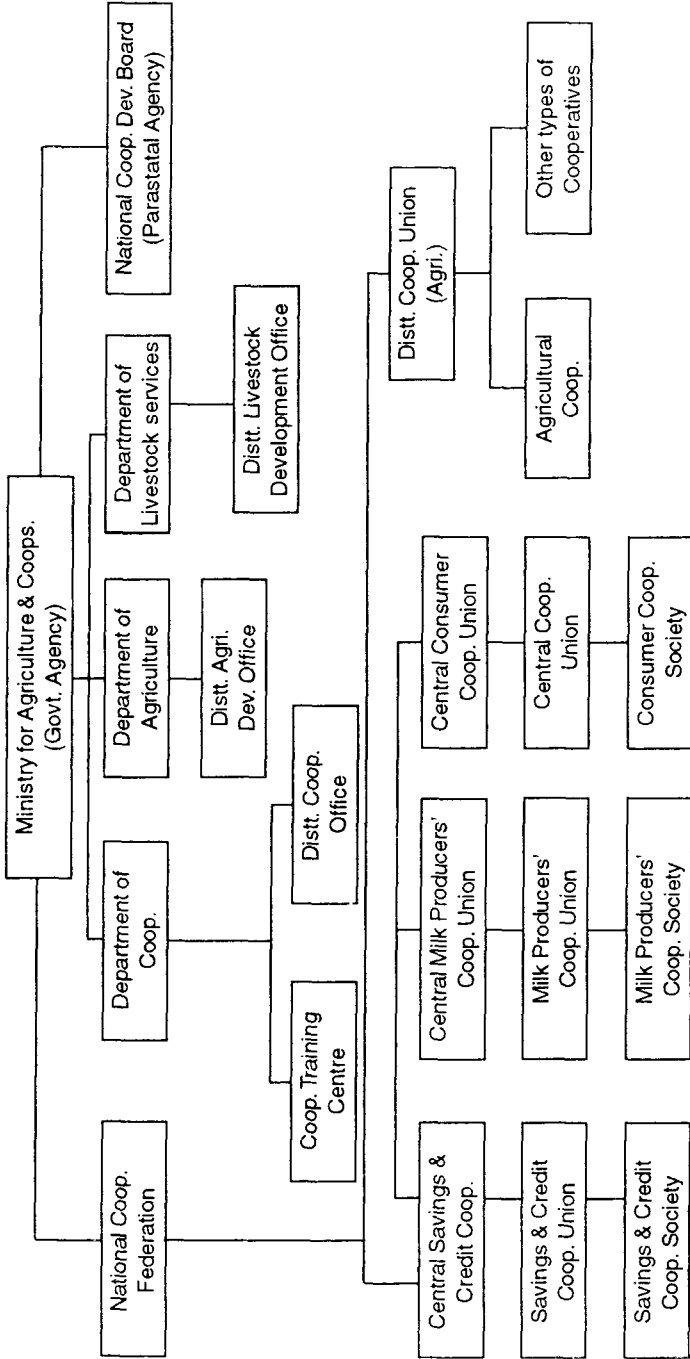 Ministry for Agriculture & Coops.
(Govt. Agency)
National Coop.
Federation
Department of
Coop.
Department of
Agriculture
Department of
Livestock services
National Coop. Dev. Board
(Parastatal Agency)
Distt. Agri.
Dev. Office
Distt. Livestock
Development Office
Coop. Training
Centre
Distt. Coop.
Office
Central Savings &
Credit Coop.
Central Milk Producers'
Coop. Union
Central Consumer
Coop. Union
Distt. Coop. Union
(Agri.)
Savings & Credit
Coop. Union
Milk Producers'
Coop. Union
Central Coop.
Union
Agricultural
Coop.
Other types of
Cooperatives
Savings & Credit
Coop. Society
Milk Producers'
Coop. Society
Consumer Coop.
Society